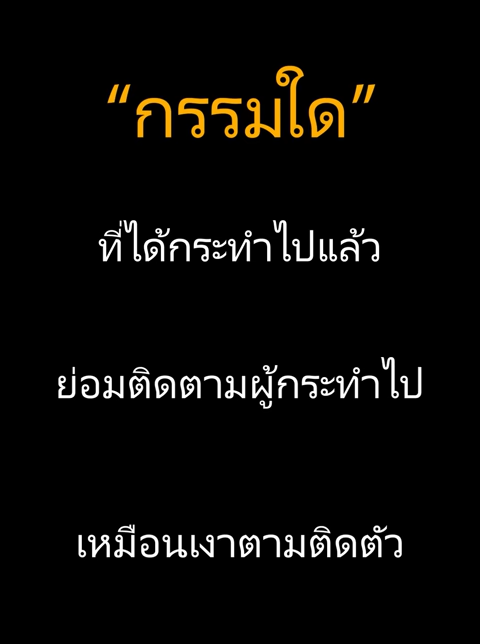 “กรรมใด”
ที่ได้กระทำไปแล้ว
ย่อมติดตามผู้กระทำไป
เหมือนเงาตามติดตัว